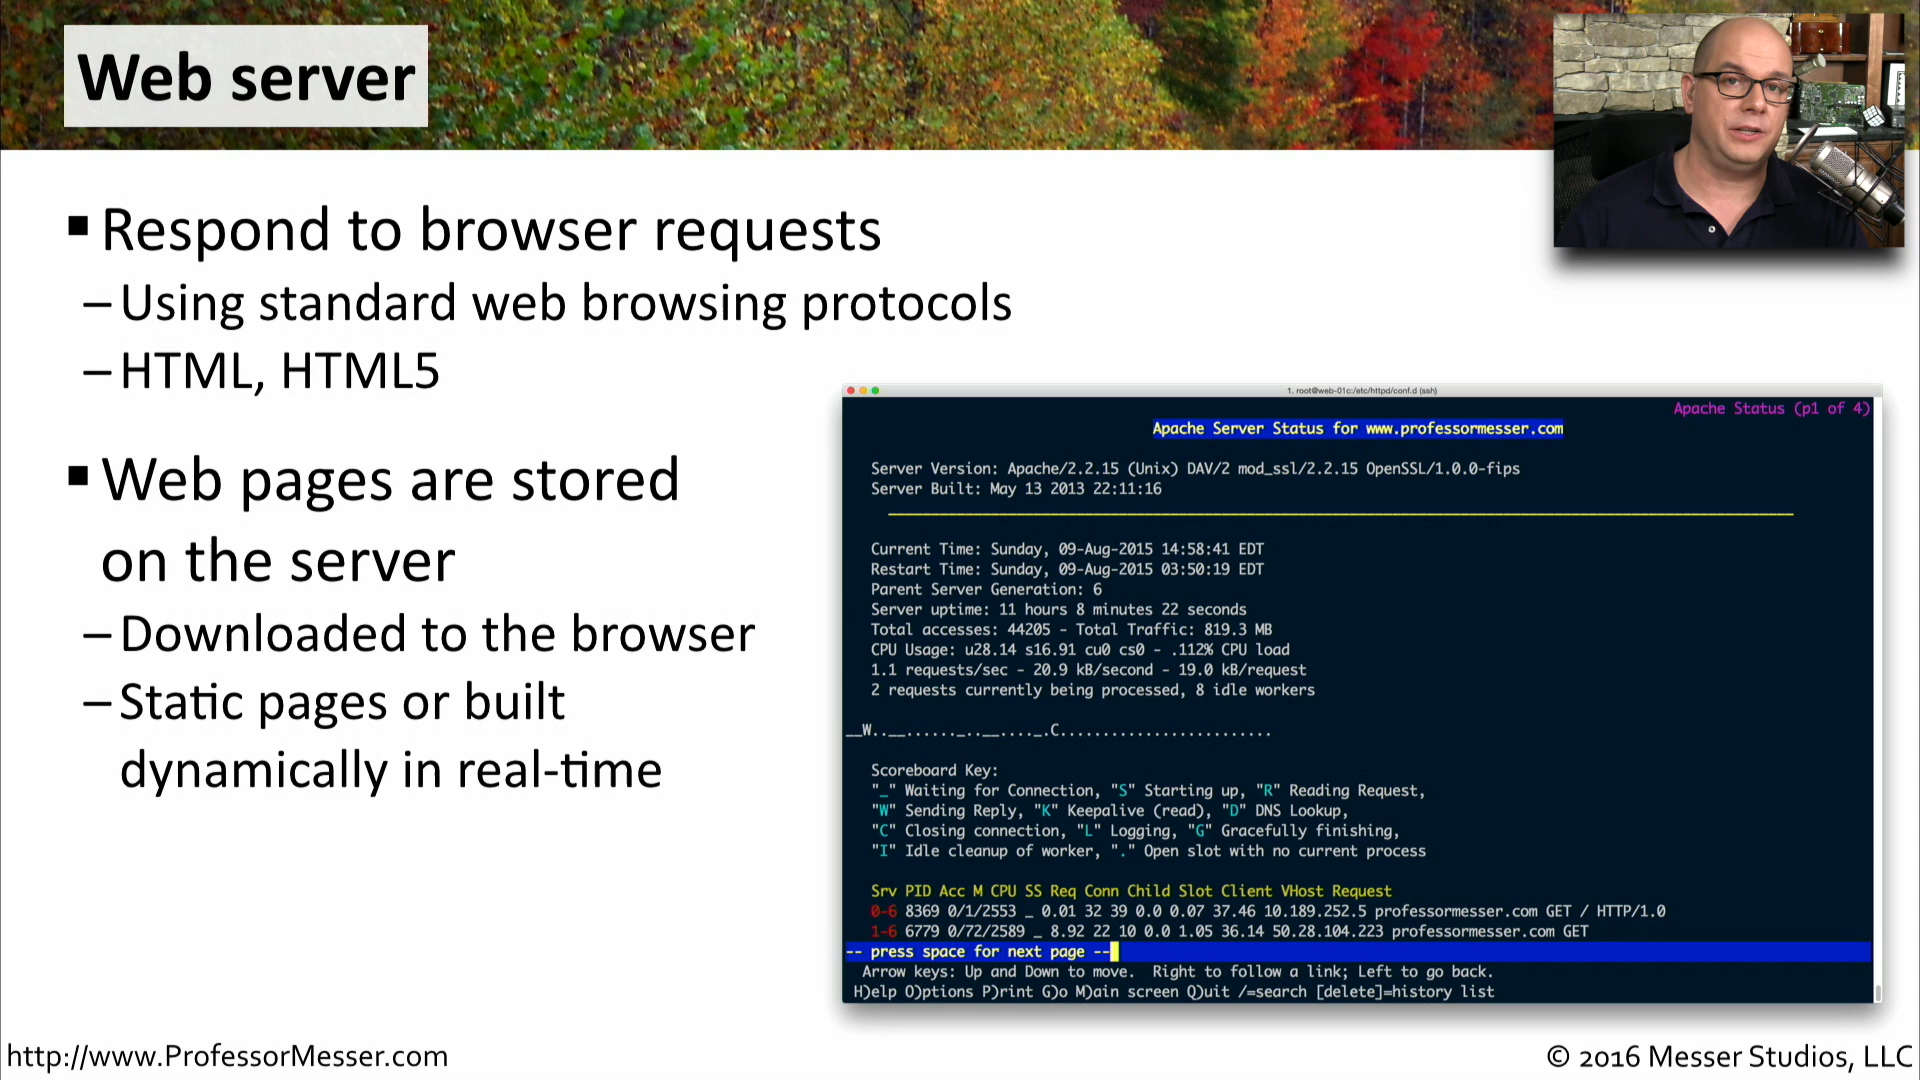 Web server
▪ Respond to browser requests
– Using standard web browsing protocols
– HTML, HTML5
▪ Web pages are stored
on the server
– Downloaded to the browser
– Static pages or built
dynamically in real-time
1. root@web-01c:/etc/httpd/conf.d (ssh)
Apache Status (p1 of 4)
Apache Server Status for www.professormesser.com
Server Version: Apache/2.2.15 (Unix) DAV/2 mod_ssl/2.2.15 OpenSSL/1.0.0-fips
Server Built: May 13 2013 22:11:16
Current Time: Sunday, 09-Aug-2015 14:58:41 EDT
Restart Time: Sunday, 09-Aug-2015 03:50:19 EDT
Parent Server Generation: 6
Server uptime: 11 hours 8 minutes 22 seconds
Total accesses: 44205 - Total Traffic: 819.3 MB
CPU Usage: u28.14 s16.91 cu0 cs0 - .112% CPU load
1.1 requests/sec - 20.9 kB/second - 19.0 kB/request
2 requests currently being processed, 8 idle workers
__W..__......_..__...._.C.........................
Scoreboard Key:
"_" Waiting for Connection, "S" Starting up, "R" Reading Request,
"W" Sending Reply, "K" Keepalive (read), "D" DNS Lookup,
"C" Closing connection, "L" Logging, "G" Gracefully finishing,
"I" Idle cleanup of worker, "." Open slot with no current process
Srv PID Acc M CPU SS Req Conn Child Slot Client VHost Request
0-6 8369 0/1/2553 _ 0.01 32 39 0.0 0.07 37.46 10.189.252.5 professormesser.com GET / HTTP/1.0
1-6 6779 0/72/2589 _ 8.92 22 10 0.0 1.05 36.14 50.28.104.223 professormesser.com GET
-- press space for next page --
Arrow keys: Up and Down to move. Right to follow a link; Left to go back.
H)elp O)ptions P)rint G)o M)ain screen Q)uit /=search [delete]=history list
http://www.ProfessorMesser.com
© 2016 Messer Studios, LLC